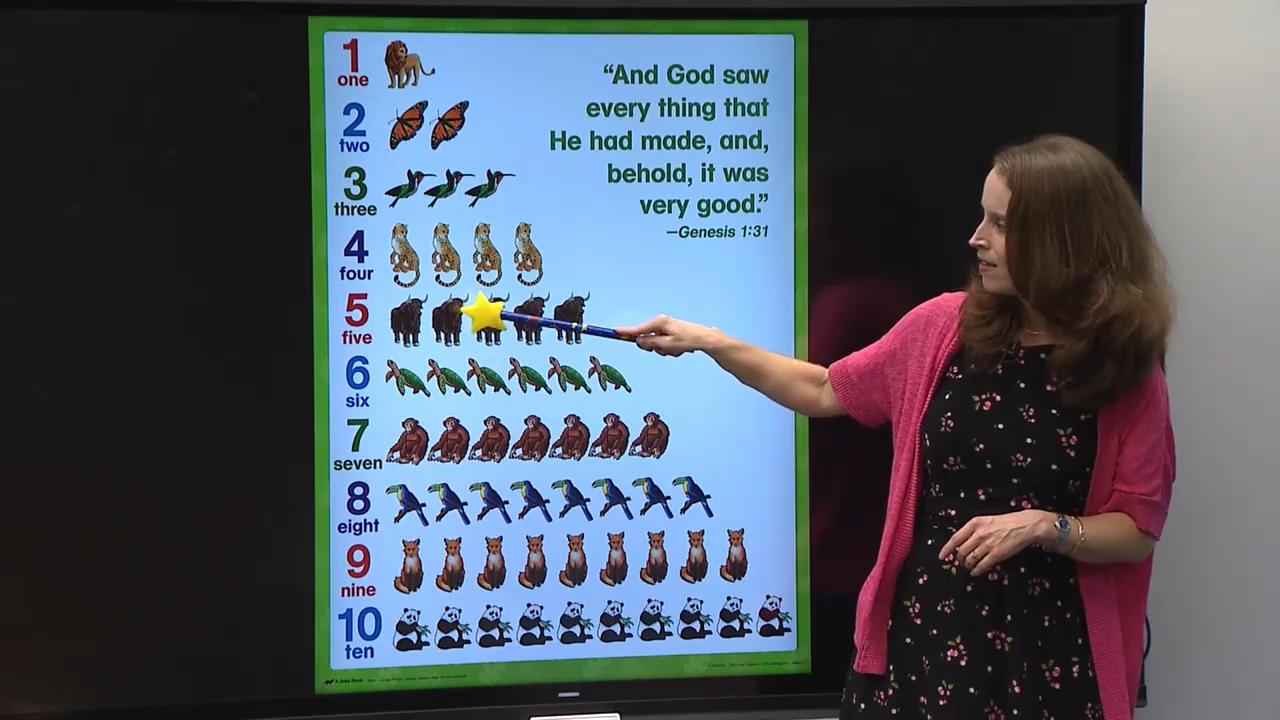 1
one
2
two
3
three
4
four
5
five
6
six
7
seven
8
eight
9
nine
10
ten
“And God saw
every thing that
He had made, and,
behold, it was
very good.”
—Genesis 1:31
A Beka Book